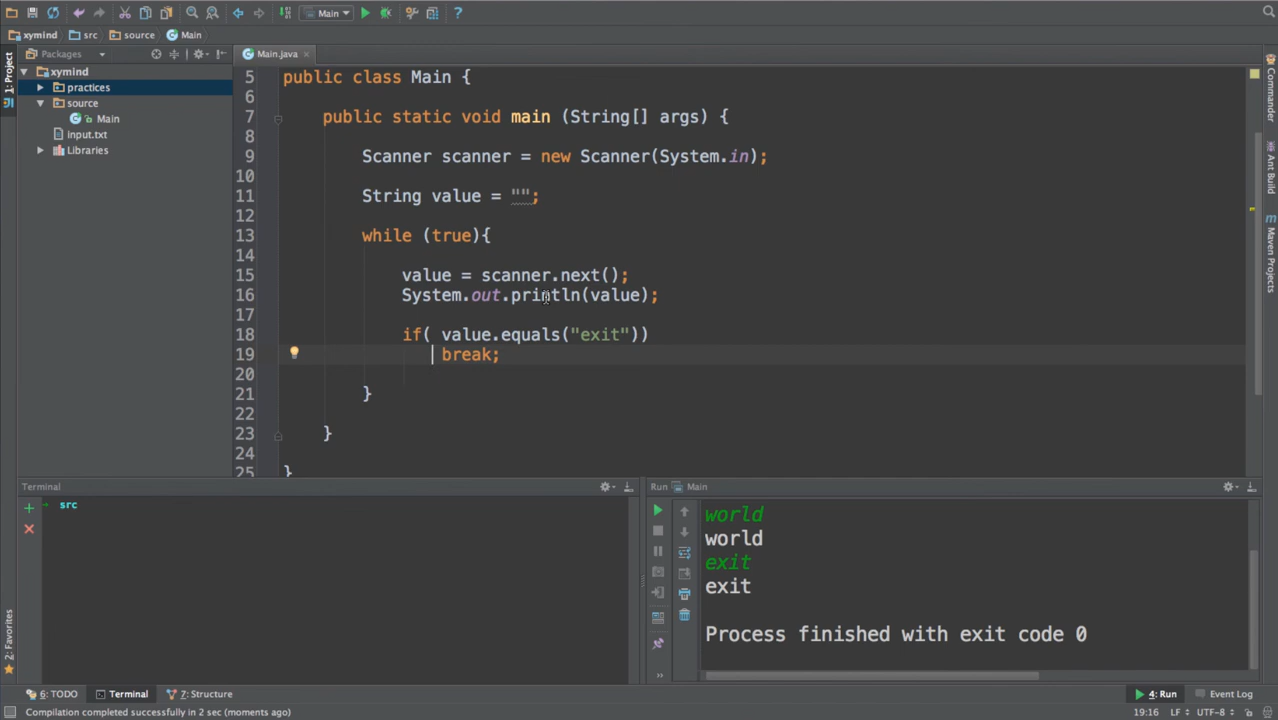 Main
xymind src source Main
1: Project
Packages
xymind
practices
source
Main
input.txt
Libraries
Main.java
5 public class Main {
6
7 public static void main (String[] args) {
8
9 Scanner scanner = new Scanner(System.in);
10
11 String value = "";
12
13 while (true){
14
15 value = scanner.next();
16 System.out.println(value);
17
18 if( value.equals("exit"))
19 break;
20
21 }
22
23 }
24
25 }
Commander
Ant Build
Maven Projects
Terminal
src
Run Main
world
world
exit
exit
Process finished with exit code 0
2: Favorites
6: TODO Terminal 7: Structure
4: Run Event Log
Compilation completed successfully in 2 sec (moments ago)
19:16 LF UTF-8